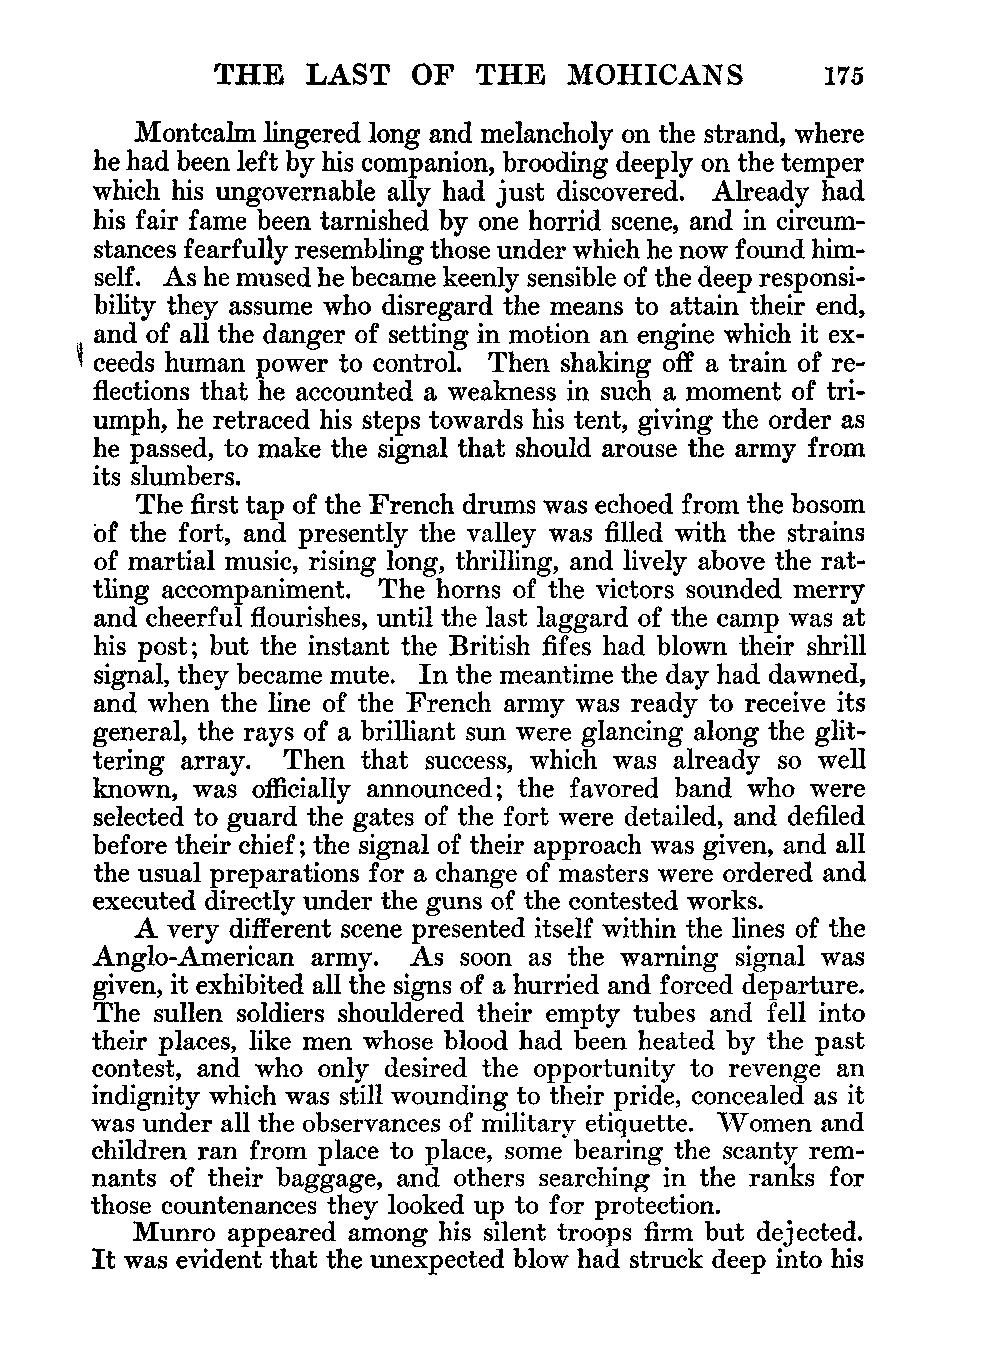 THE LAST OF THE MOHICANS 175
Montcalm lingered long and melancholy on the strand, where
he had been left by his companion, brooding deeply on the temper
which his ungovernable ally had just discovered. Already had
his fair fame been tarnished by one horrid scene, and in circum-
stances fearfully resembling those under which he now found him-
self. As he mused he became keenly sensible of the deep responsi-
bility they assume who disregard the means to attain their end,
and of all the danger of setting in motion an engine which it ex-
ceeds human power to control. Then shaking off a train of re-
flections that he accounted a weakness in such a moment of tri-
umph, he retraced his steps towards his tent, giving the order as
he passed, to make the signal that should arouse the army from
its slumbers.
The first tap of the French drums was echoed from the bosom
of the fort, and presently the valley was filled with the strains
of martial music, rising long, thrilling, and lively above the rat-
tling accompaniment. The horns of the victors sounded merry
and cheerful flourishes, until the last laggard of the camp was at
his post; but the instant the British fifes had blown their shrill
signal, they became mute. In the meantime the day had dawned,
and when the line of the French army was ready to receive its
general, the rays of a brilliant sun were glancing along the glit-
tering array. Then that success, which was already so well
known, was officially announced; the favored band who were
selected to guard the gates of the fort were detailed, and defiled
before their chief; the signal of their approach was given, and all
the usual preparations for a change of masters were ordered and
executed directly under the guns of the contested works.
A very different scene presented itself within the lines of the
Anglo-American army. As soon as the warning signal was
given, it exhibited all the signs of a hurried and forced departure.
The sullen soldiers shouldered their empty tubes and fell into
their places, like men whose blood had been heated by the past
contest, and who only desired the opportunity to revenge an
indignity which was still wounding to their pride, concealed as it
was under all the observances of military etiquette. Women and
children ran from place to place, some bearing the scanty rem-
nants of their baggage, and others searching in the ranks for
those countenances they looked up to for protection.
Munro appeared among his silent troops firm but dejected.
It was evident that the unexpected blow had struck deep into his